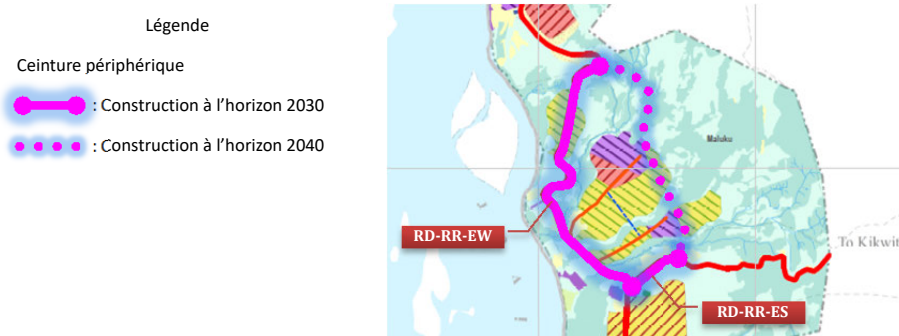 Légende
Ceinture périphérique
: Construction à l'horizon 2030
: Construction à l'horizon 2040
Maluku
RD-RR-EW
To Kikwit
RD-RR-ES